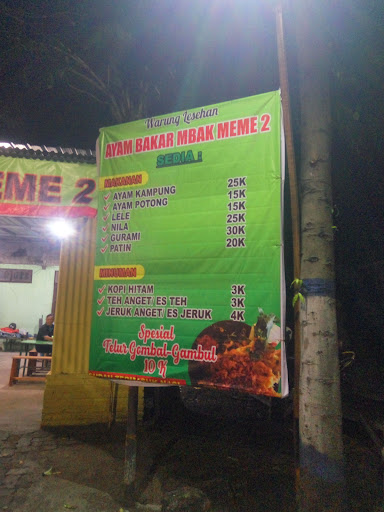 Warung Lesehan
AYAM BAKAR MBAK MEME 2
SEDIA :
MAKANAN
AYAM KAMPUNG 25K
AYAM POTONG 15K
LELE 15K
NILA 25K
GURAMI 30K
PATIN 20K
MINUMAN
KOPI HITAM 3K
TEH ANGET ES TEH 3K
JERUK ANGET ES JERUK 4K
Spesial
Telur Gombal-Gambul
10 K
EME 2